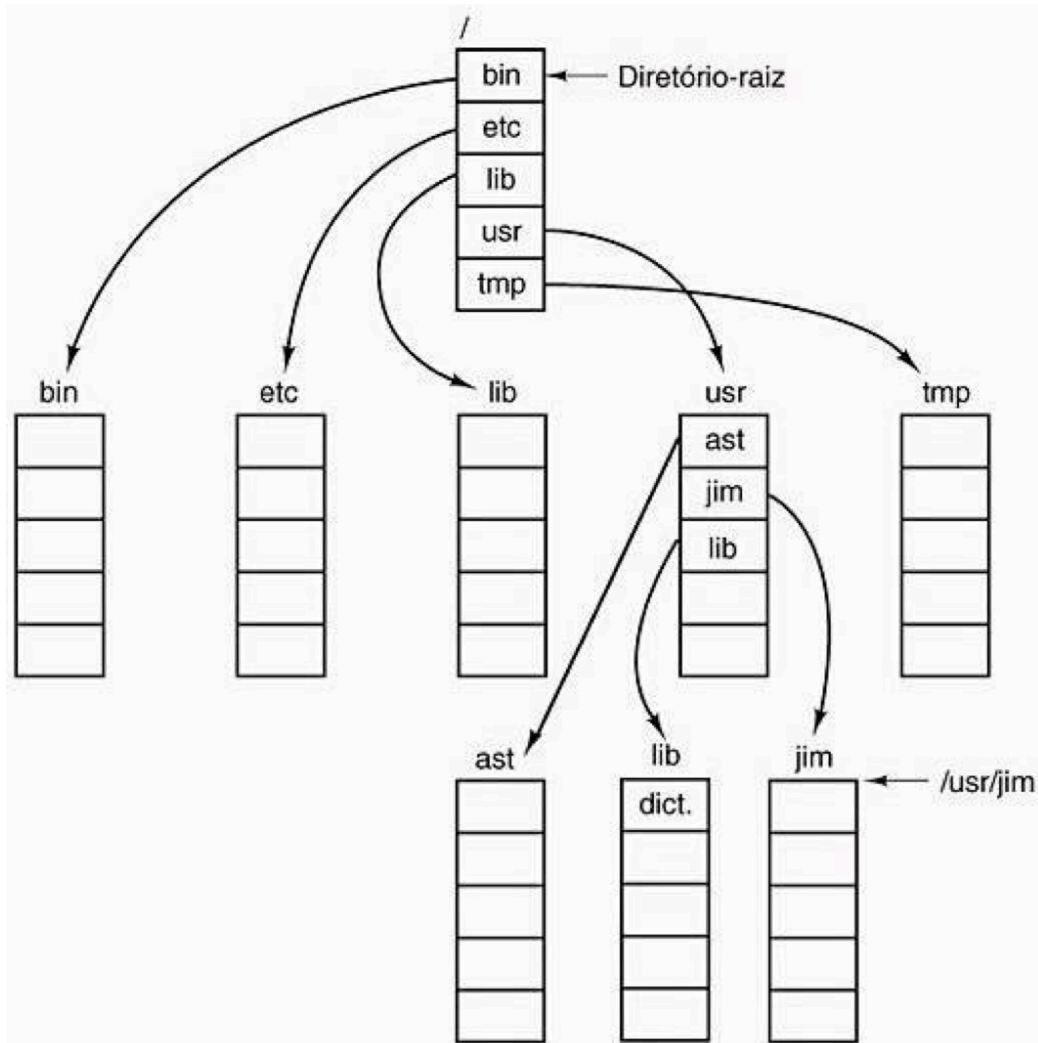 /
bin
Diretório-raiz
etc
lib
usr
tmp
bin
etc
lib
usr
tmp
ast
jim
lib
ast
lib
jim
/usr/jim
dict.